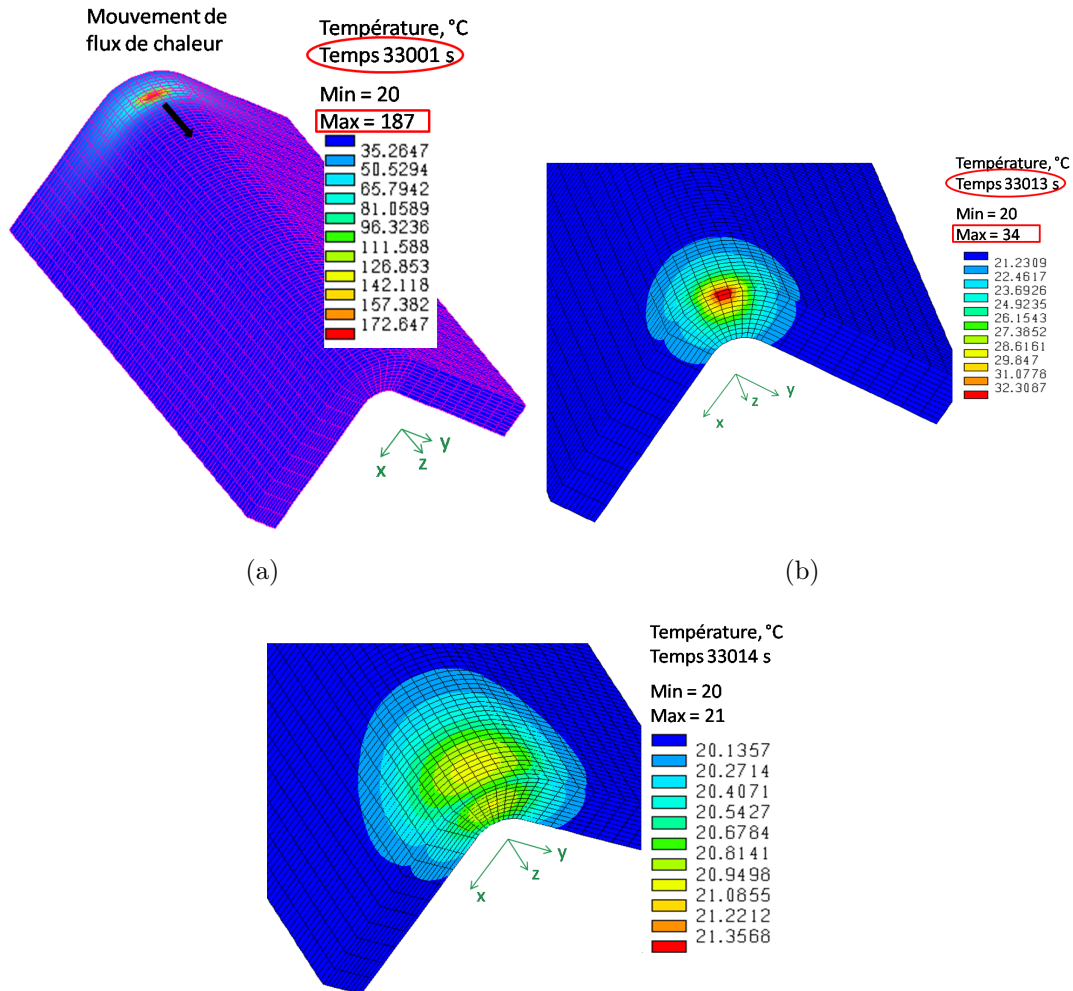 Mouvement de
flux de chaleur
Température, °C
Temps 33001 s
Min = 20
Max = 187
35.2647
50.5294
65.7942
81.0589
96.3236
111.588
126.853
142.118
157.382
172.647
x
z
y
(a)
Température, °C
Temps 33013 s
Min = 20
Max = 34
21.2309
22.4617
23.6926
24.9235
26.1543
27.3852
28.6161
29.847
31.0778
32.3087
x
z
y
(b)
Température, °C
Temps 33014 s
Min = 20
Max = 21
20.1357
20.2714
20.4071
20.5427
20.6784
20.8141
20.9498
21.0855
21.2212
21.3568
x
z
y